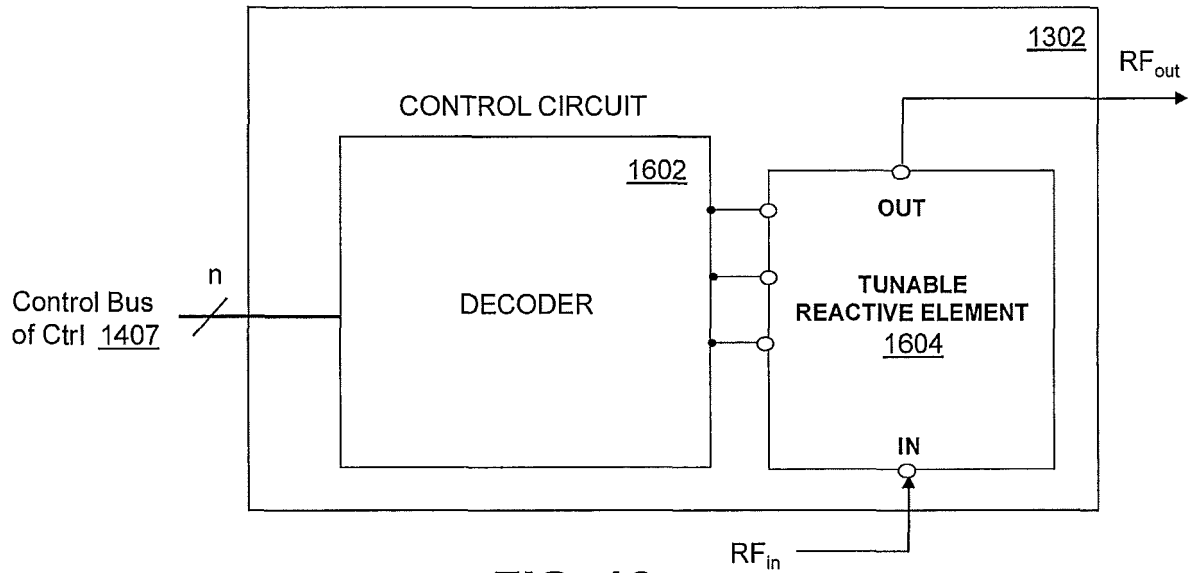 1302
RFout
CONTROL CIRCUIT
1602
OUT
n
TUNABLE
REACTIVE ELEMENT
1604
Control Bus
of Ctrl 1407
DECODER
IN
RFin